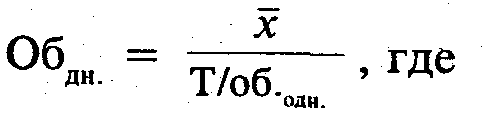 Об дн. = x̄ / T/об.одн. , где